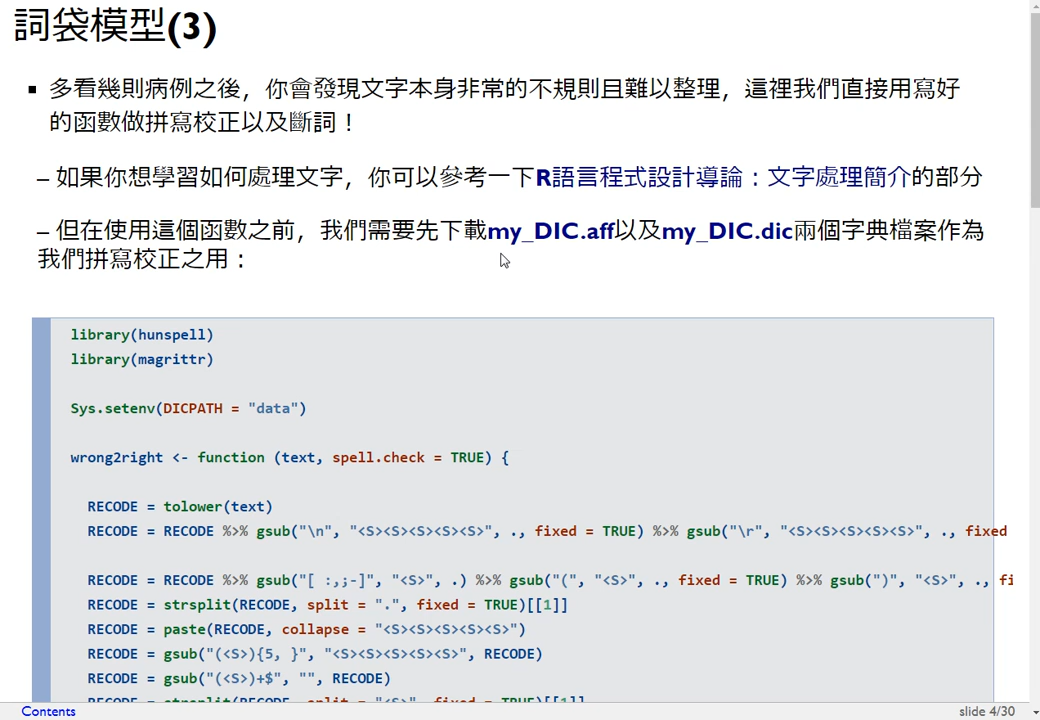 詞袋模型(3)
▪ 多看幾則病例之後，你會發現文字本身非常的不規則且難以整理，這裡我們直接用寫好
的函數做拼寫校正以及斷詞！
– 如果你想學習如何處理文字，你可以參考一下R語言程式設計導論：文字處理簡介的部分
– 但在使用這個函數之前，我們需要先下載my_DIC.aff以及my_DIC.dic兩個字典檔案作為
我們拼寫校正之用：
library(hunspell)
library(magrittr)
Sys.setenv(DICPATH = "data")
wrong2right <- function (text, spell.check = TRUE) {
RECODE = tolower(text)
RECODE = RECODE %>% gsub("\n", "<S><S><S><S><S>", ., fixed = TRUE) %>% gsub("\r", "<S><S><S><S><S>", ., fixed
RECODE = RECODE %>% gsub("[ :,;-]", "<S>", .) %>% gsub("(", "<S>", ., fixed = TRUE) %>% gsub(")", "<S>", ., fi
RECODE = strsplit(RECODE, split = ".", fixed = TRUE)[[1]]
RECODE = paste(RECODE, collapse = "<S><S><S><S><S>")
RECODE = gsub("(<S>){5, }", "<S><S><S><S><S>", RECODE)
RECODE = gsub("(<S>)+$", "", RECODE)
RECODE = strsplit(RECODE, split = "<S>", fixed = TRUE)[[1]]
Contents
slide 4/30